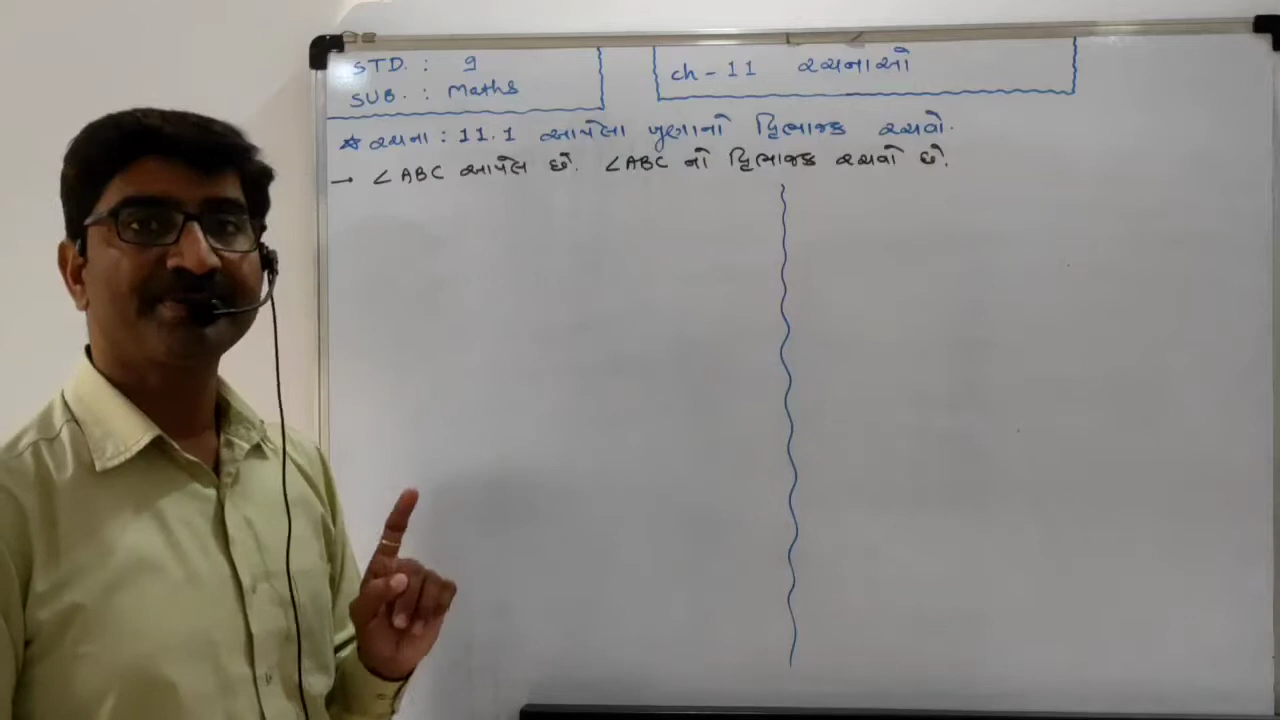 STD. : 9
SUB. : Maths
ch - 11 રચનાઓ
* રચના : 11.1 આપેલા ખૂણાનો દ્વિભાજક રચવો.
→ ∠ABC આપેલ છે. ∠ABC નો દ્વિભાજક રચવો છે.